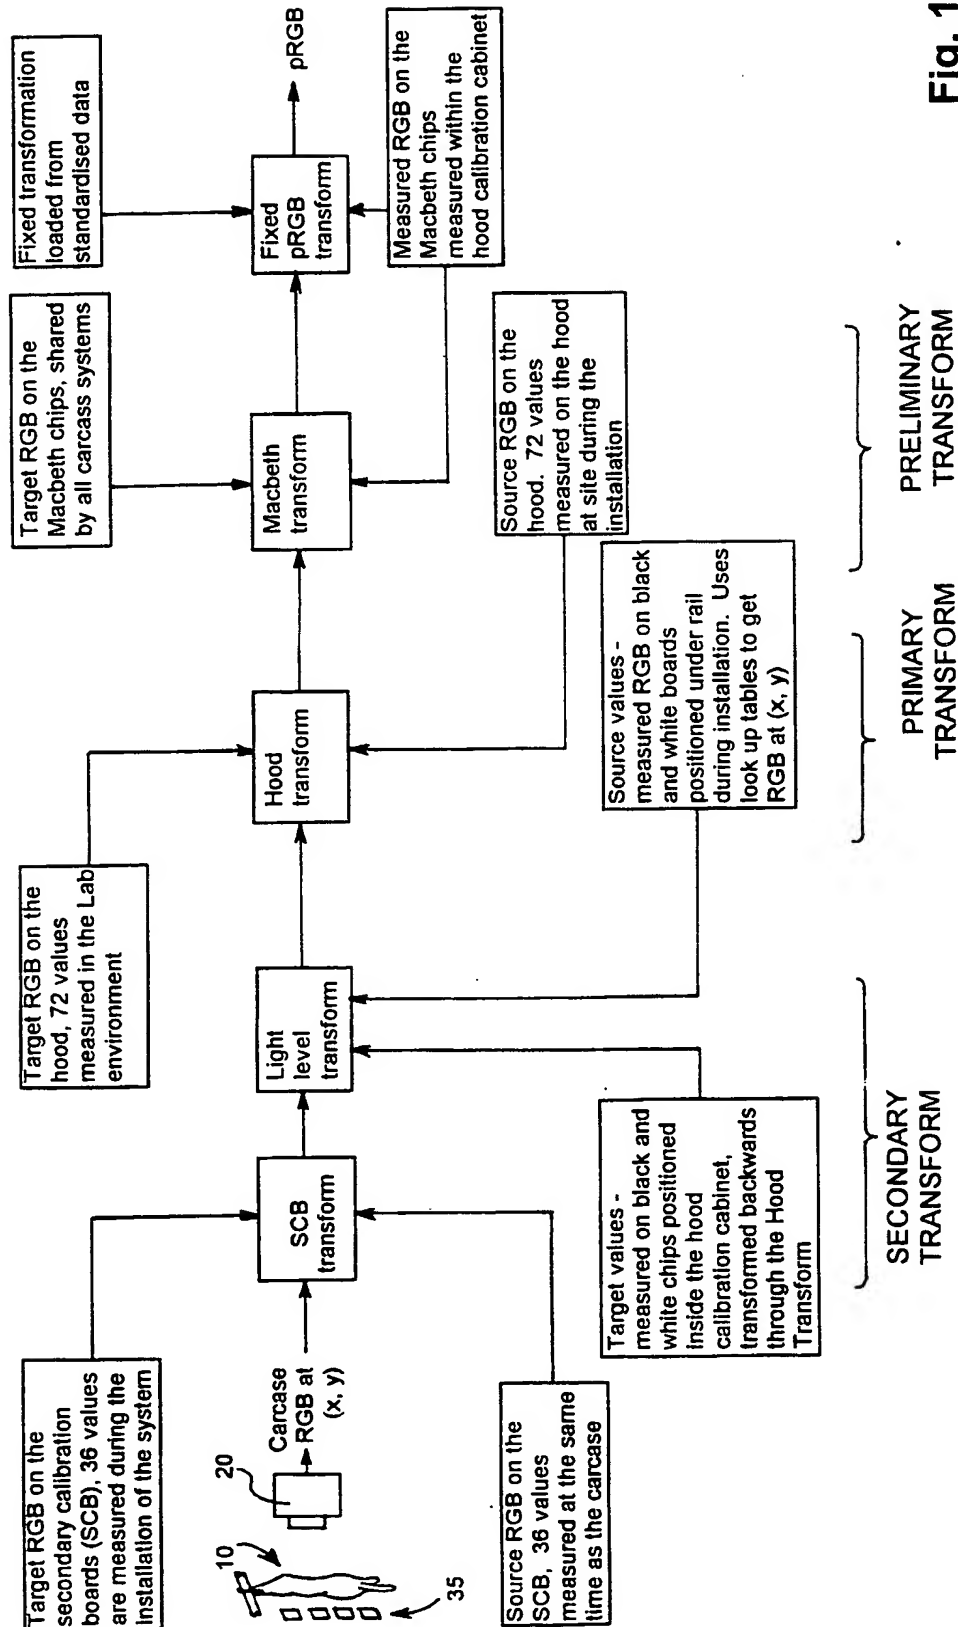 Target RGB on the
secondary calibration
boards (SCB), 36 values
are measured during the
installation of the system
Target RGB on the
hood, 72 values
measured in the Lab
environment
Target RGB on the
Macbeth chips, shared
by all carcass systems
Fixed transformation
loaded from
standardised data
10
20
35
Carcase
RGB at
(x, y)
SCB
transform
Light
level
transform
Hood
transform
Macbeth
transform
Fixed
pRGB
transform
pRGB
Source RGB on the
SCB, 36 values
measured at the same
time as the carcase
Target values -
measured on black and
white chips positioned
inside the hood
calibration cabinet,
transformed backwards
through the Hood
Transform
Source values -
measured RGB on black
and white boards
positioned under rail
during installation. Uses
look up tables to get
RGB at (x, y)
Source RGB on the
hood. 72 values
measured on the hood
at site during the
installation
Measured RGB on the
Macbeth chips
measured within the
hood calibration cabinet
SECONDARY
TRANSFORM
PRIMARY
TRANSFORM
PRELIMINARY
TRANSFORM
Fig. 1